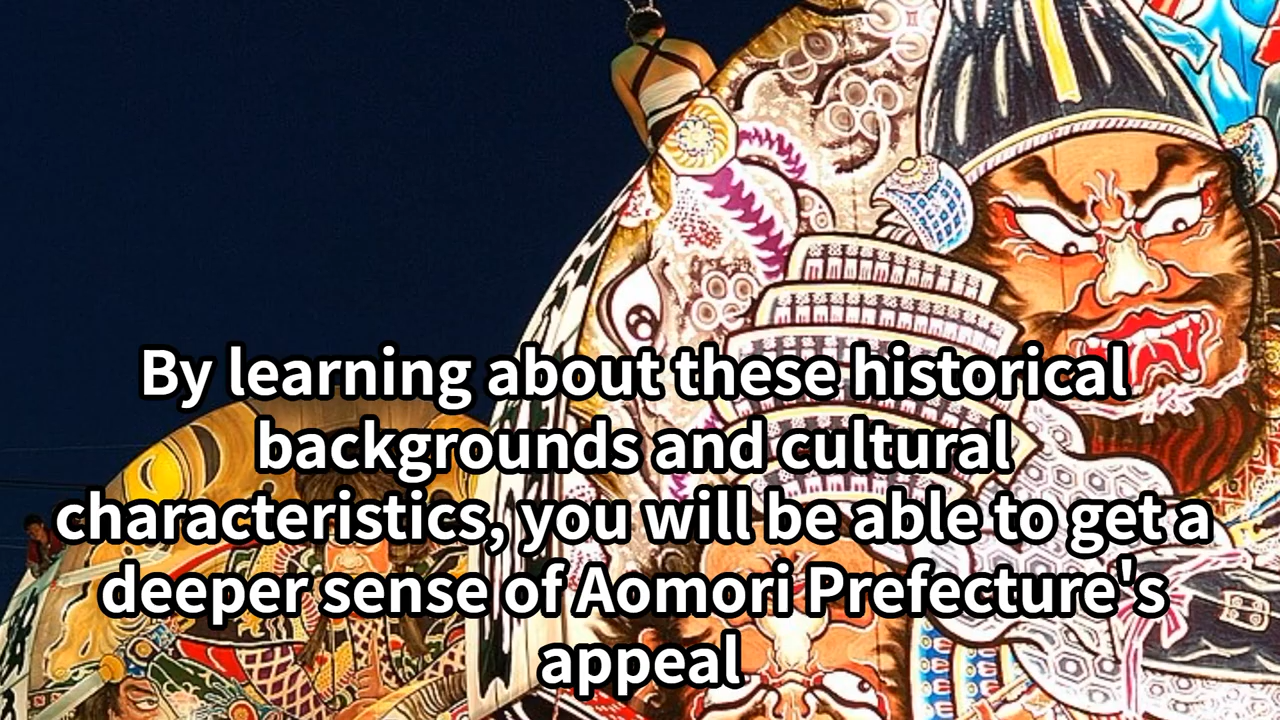 By learning about these historical
backgrounds and cultural
characteristics, you will be able to get a
deeper sense of Aomori Prefecture's
appeal